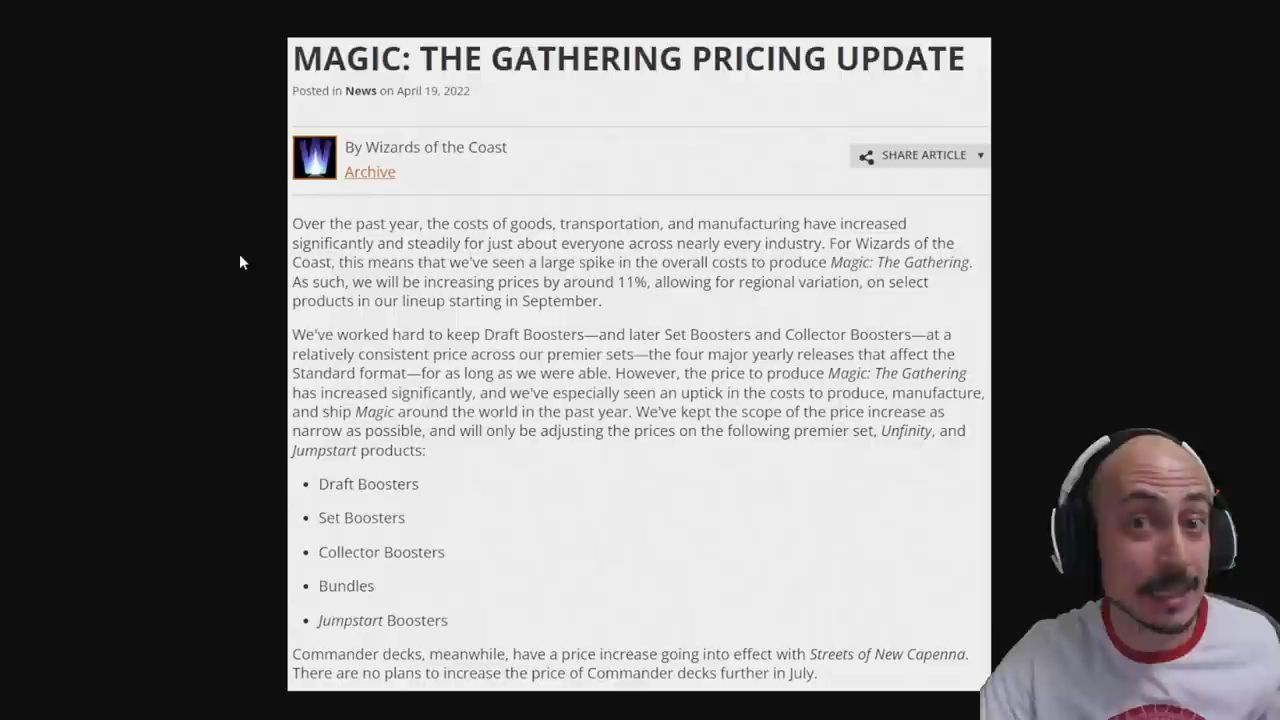 MAGIC: THE GATHERING PRICING UPDATE
Posted in News on April 19, 2022
By Wizards of the Coast
Archive
SHARE ARTICLE
Over the past year, the costs of goods, transportation, and manufacturing have increased
significantly and steadily for just about everyone across nearly every industry. For Wizards of the
Coast, this means that we've seen a large spike in the overall costs to produce Magic: The Gathering.
As such, we will be increasing prices by around 11%, allowing for regional variation, on select
products in our lineup starting in September.
We've worked hard to keep Draft Boosters—and later Set Boosters and Collector Boosters—at a
relatively consistent price across our premier sets—the four major yearly releases that affect the
Standard format—for as long as we were able. However, the price to produce Magic: The Gathering
has increased significantly, and we've especially seen an uptick in the costs to produce, manufacture,
and ship Magic around the world in the past year. We've kept the scope of the price increase as
narrow as possible, and will only be adjusting the prices on the following premier set, Unfinity, and
Jumpstart products:
• Draft Boosters
• Set Boosters
• Collector Boosters
• Bundles
• Jumpstart Boosters
Commander decks, meanwhile, have a price increase going into effect with Streets of New Capenna.
There are no plans to increase the price of Commander decks further in July.